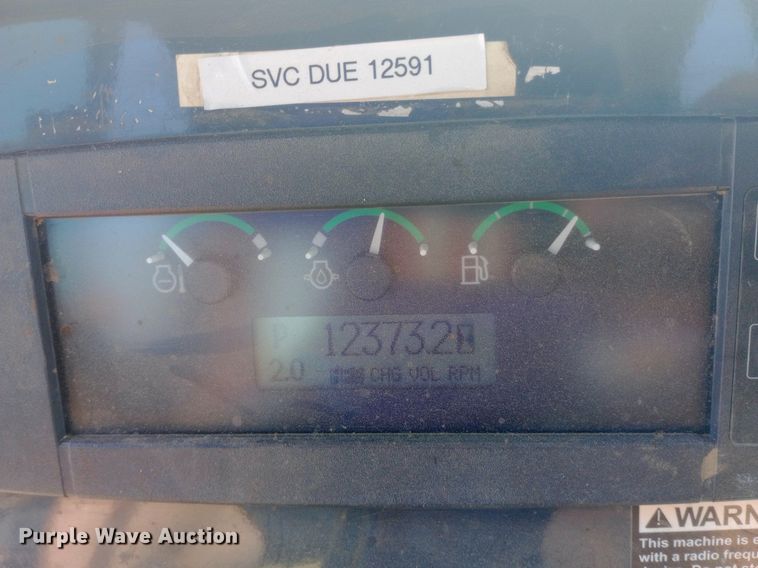 SVC DUE 12591
P 12373.2
2.0 CHG VOL RPM
WARN
This machine is e
with a radio frequ
Purple Wave Auction